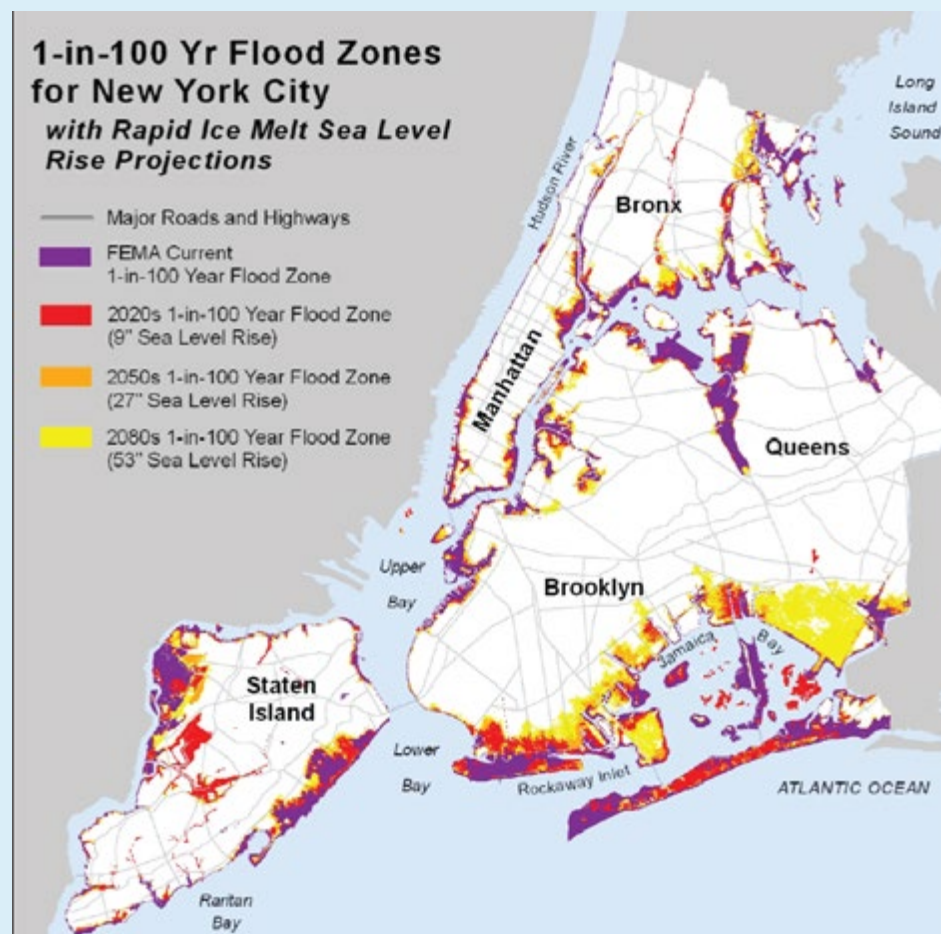 1-in-100 Yr Flood Zones
for New York City
with Rapid Ice Melt Sea Level
Rise Projections
Major Roads and Highways
FEMA Current
1-in-100 Year Flood Zone
2020s 1-in-100 Year Flood Zone
(9" Sea Level Rise)
2050s 1-in-100 Year Flood Zone
(27" Sea Level Rise)
2080s 1-in-100 Year Flood Zone
(53" Sea Level Rise)
Long
Island
Sound
Hudson River
Bronx
Manhattan
Queens
Upper
Bay
Brooklyn
Jamaica
Bay
Staten
Island
Lower
Bay
Rockaway Inlet
ATLANTIC OCEAN
Raritan
Bay